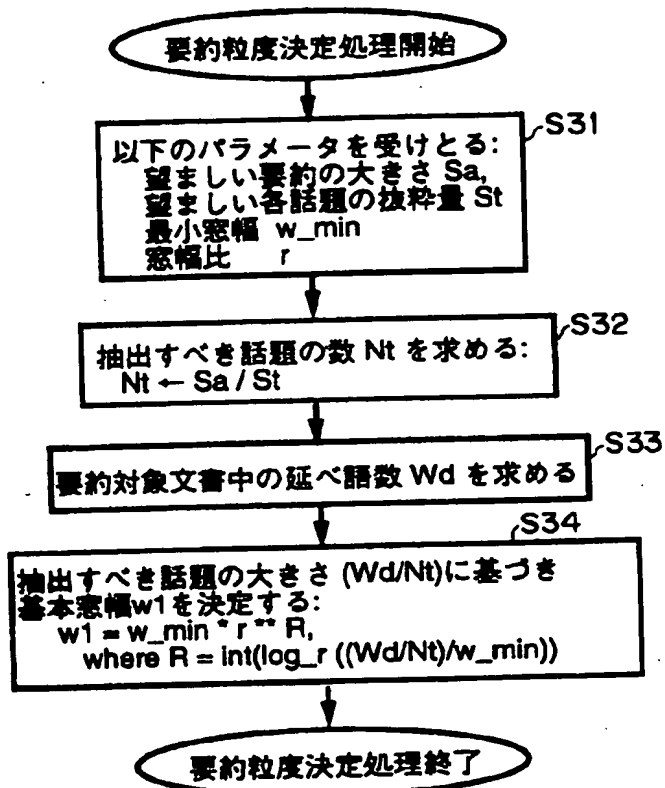 要約粒度決定処理開始
S31
以下のパラメータを受けとる:
望ましい要約の大きさ Sa,
望ましい各話題の抜粋量 St
最小窓幅 w_min
窓幅比 r
S32
抽出すべき話題の数 Nt を求める:
Nt ← Sa / St
S33
要約対象文書中の延べ語数 Wd を求める
S34
抽出すべき話題の大きさ (Wd/Nt)に基づき
基本窓幅w1を決定する:
w1 = w_min * r ** R,
where R = int(log_r ((Wd/Nt)/w_min))
要約粒度決定処理終了